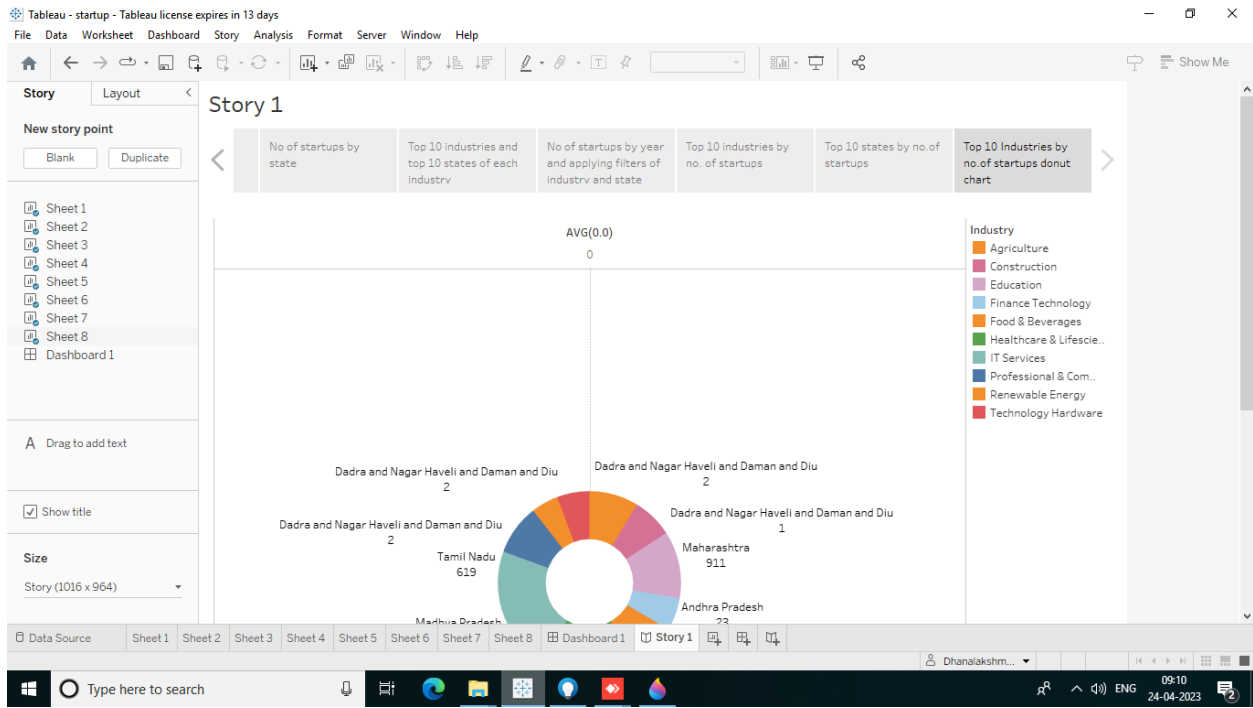 Tableau - startup - Tableau license expires in 13 days
File Data Worksheet Dashboard Story Analysis Format Server Window Help
Show Me
Story Layout
New story point
Blank Duplicate
Sheet 1
Sheet 2
Sheet 3
Sheet 4
Sheet 5
Sheet 6
Sheet 7
Sheet 8
Dashboard 1
A Drag to add text
Show title
Size
Story (1016 x 964)
Story 1
No of startups by
state
Top 10 industries and
top 10 states of each
industry
No of startups by year
and applying filters of
industry and state
Top 10 industries by
no. of startups
Top 10 states by no.of
startups
Top 10 Industries by
no.of startups donut
chart
AVG(0.0)
0
Dadra and Nagar Haveli and Daman and Diu
2
Dadra and Nagar Haveli and Daman and Diu
2
Dadra and Nagar Haveli and Daman and Diu
2
Dadra and Nagar Haveli and Daman and Diu
1
Tamil Nadu
619
Maharashtra
911
Madhya Pradesh
Andhra Pradesh
23
Industry
Agriculture
Construction
Education
Finance Technology
Food & Beverages
Healthcare & Lifescie..
IT Services
Professional & Com..
Renewable Energy
Technology Hardware
Data Source Sheet 1 Sheet 2 Sheet 3 Sheet 4 Sheet 5 Sheet 6 Sheet 7 Sheet 8 Dashboard 1 Story 1
Dhanalakshm...
Type here to search
ENG
09:10
24-04-2023
2